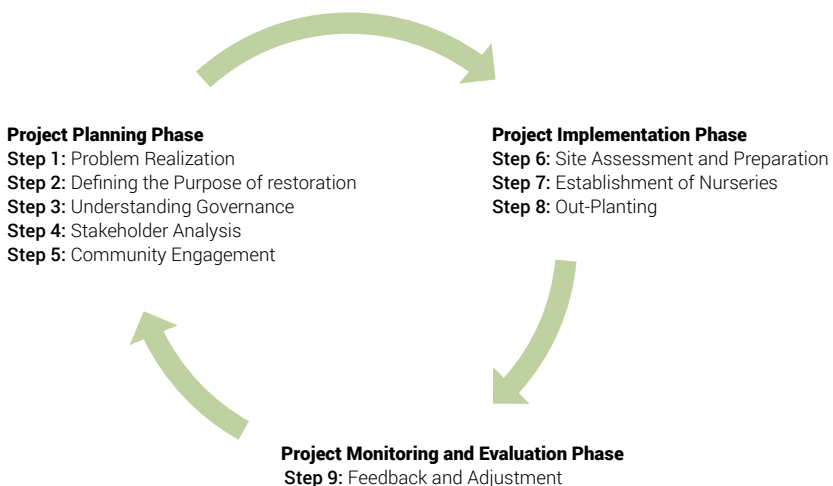 Project Planning Phase
Step 1: Problem Realization
Step 2: Defining the Purpose of restoration
Step 3: Understanding Governance
Step 4: Stakeholder Analysis
Step 5: Community Engagement
Project Implementation Phase
Step 6: Site Assessment and Preparation
Step 7: Establishment of Nurseries
Step 8: Out-Planting
Project Monitoring and Evaluation Phase
Step 9: Feedback and Adjustment